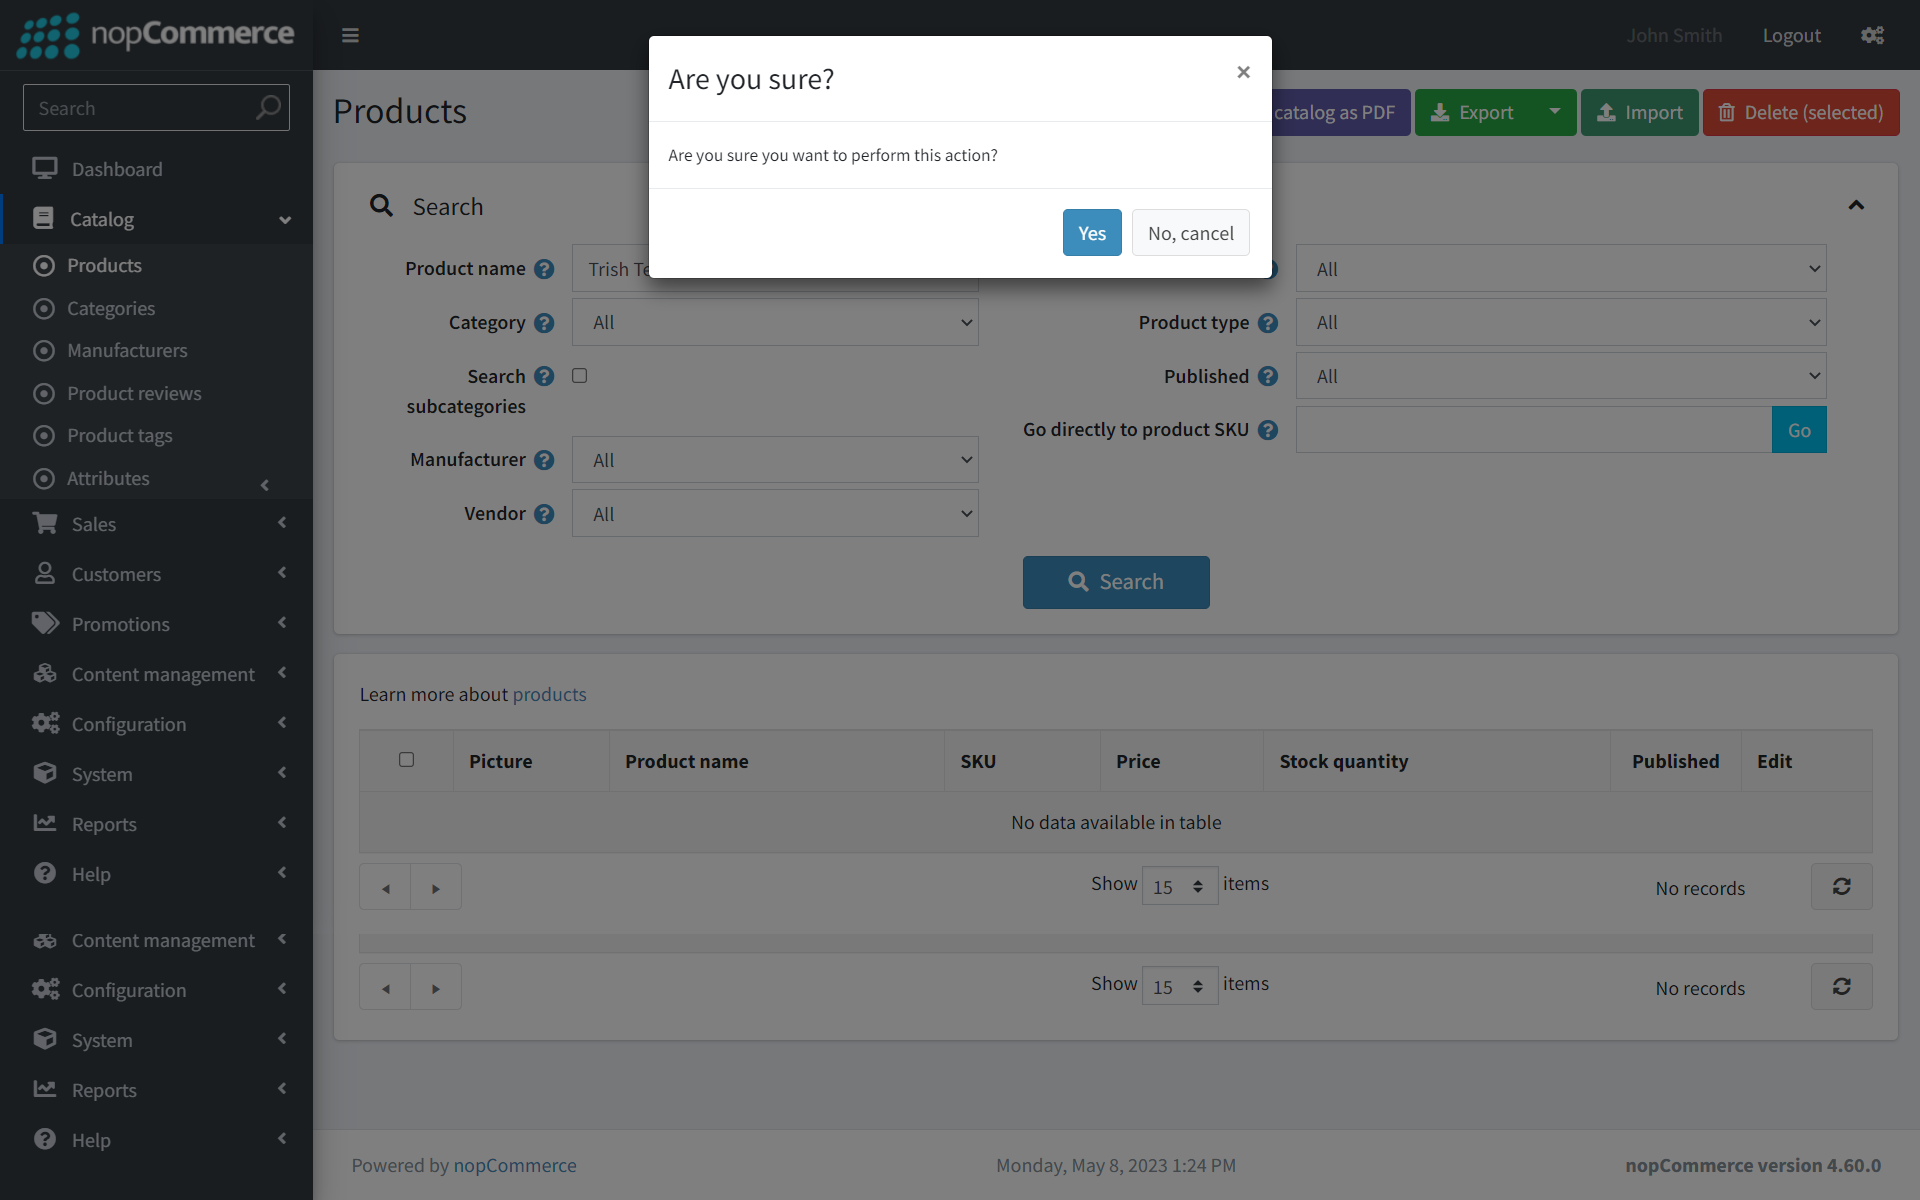 nopCommerce
John Smith
Logout
Search
Dashboard
Catalog
Products
Categories
Manufacturers
Product reviews
Product tags
Attributes
Sales
Customers
Promotions
Content management
Configuration
System
Reports
Help
Content management
Configuration
System
Reports
Help
Products
catalog as PDF
Export
Import
Delete (selected)
Are you sure?
×
Are you sure you want to perform this action?
Yes
No, cancel
Search
Product name
Trish
All
Category
All
Product type
All
Search
subcategories
Published
All
Go directly to product SKU
Go
Manufacturer
All
Vendor
All
Search
Learn more about products
Picture
Product name
SKU
Price
Stock quantity
Published
Edit
No data available in table
Show 15 items
No records
Show 15 items
No records
Powered by nopCommerce
Monday, May 8, 2023 1:24 PM
nopCommerce version 4.60.0